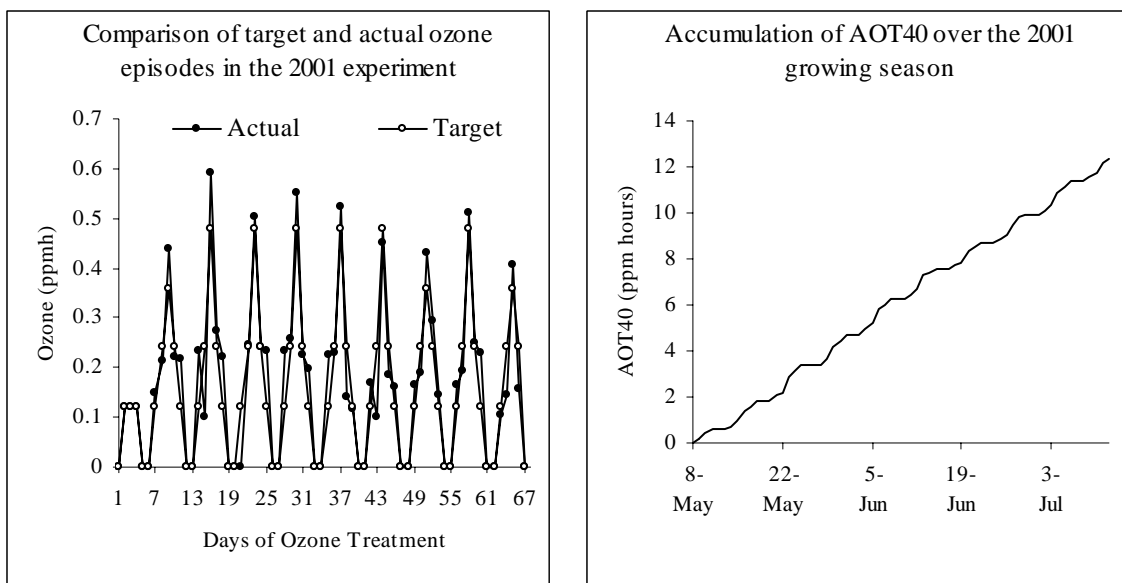 Comparison of target and actual ozone
episodes in the 2001 experiment
0.7
Actual
Target
0.6
0.5
0.4
0.3
0.2
0.1
0
Ozone (ppmh)
1 7 13 19 25 31 37 43 49 55 61 67
Days of Ozone Treatment
Accumulation of AOT40 over the 2001
growing season
14
12
10
8
6
4
2
0
AOT40 (ppm hours)
8- 22- 5- 19- 3-
May May Jun Jun Jul